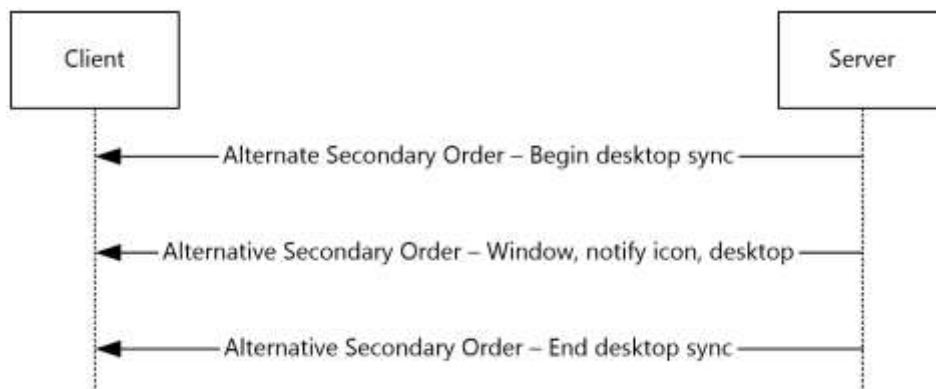 Client
Server
Alternate Secondary Order – Begin desktop sync
Alternative Secondary Order – Window, notify icon, desktop
Alternative Secondary Order – End desktop sync